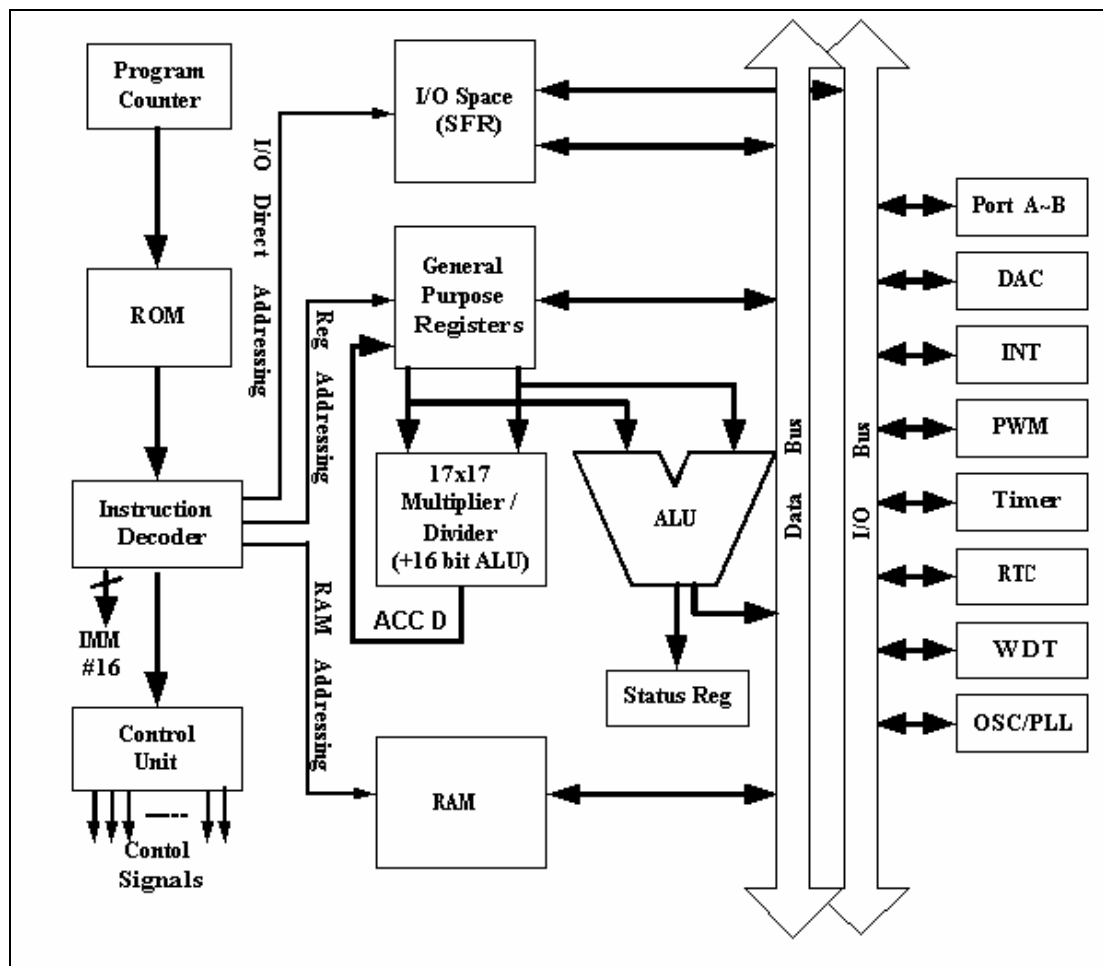 Program
Counter
ROM
Instruction
Decoder
IMM
#16
Control
Unit
Contol
Signals
I/O Direct Addressing
Reg Addressing
RAM Addressing
I/O Space
(SFR)
General
Purpose
Registers
17x17
Multiplier /
Divider
(+16 bit ALU)
ACC D
ALU
Status Reg
RAM
Data Bus
I/O Bus
Port A~B
DAC
INT
PWM
Timer
RTC
WDT
OSC/PLL